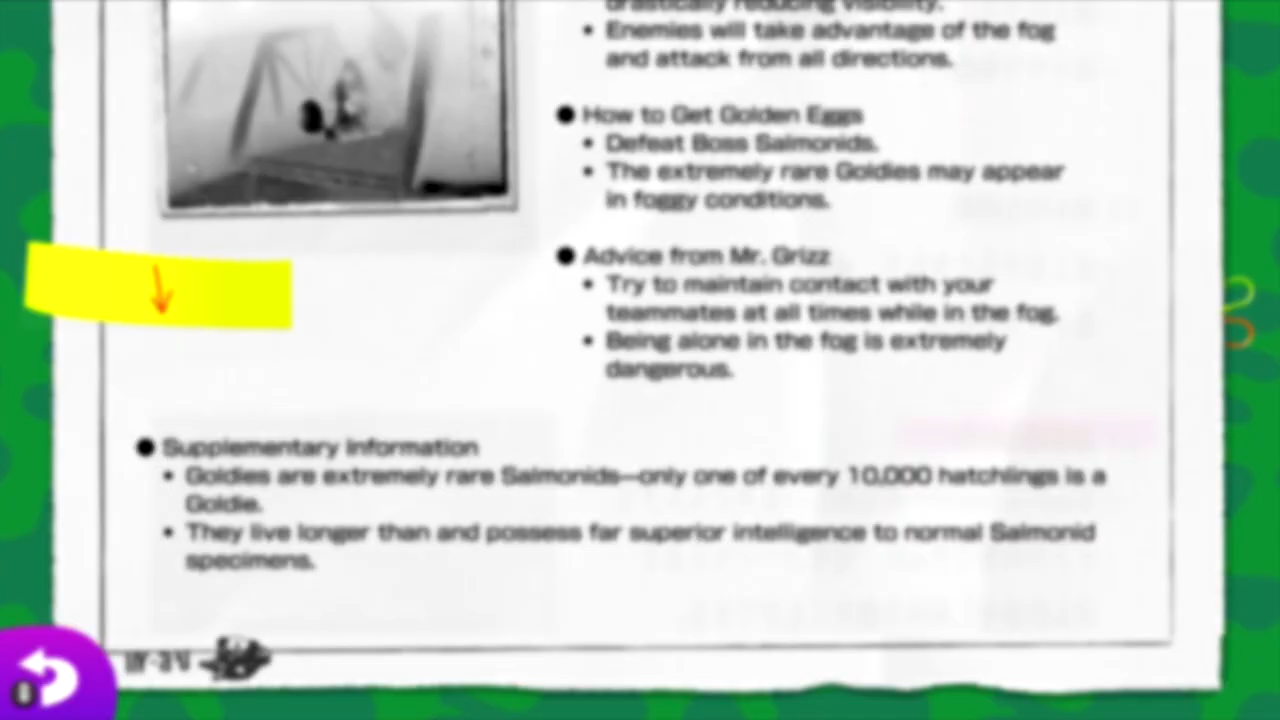 drastically reducing visibility.
• Enemies will take advantage of the fog
and attack from all directions.
● How to Get Golden Eggs
• Defeat Boss Salmonids.
• The extremely rare Goldies may appear
in foggy conditions.
● Advice from Mr. Grizz
• Try to maintain contact with your
teammates at all times while in the fog.
• Being alone in the fog is extremely
dangerous.
● Supplementary Information
• Goldies are extremely rare Salmonids—only one of every 10,000 hatchlings is a
Goldie.
• They live longer than and possess far superior intelligence to normal Salmonid
specimens.